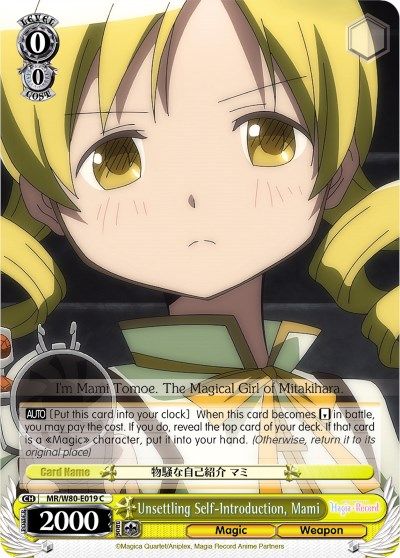 LEVEL
0
0
COST
I'm Mami Tomoe. The Magical Girl of Mitakihara.
AUTO [Put this card into your clock] When this card becomes in battle,
you may pay the cost. If you do, reveal the top card of your deck. If that card
is a «Magic» character, put it into your hand. (Otherwise, return it to its
original place)
Card Name 物騒な自己紹介 マミ
CH MR/W80-E019 C
POWER 2000 SOUL
Unsettling Self-Introduction, Mami
Magia Record
Magic Weapon
©Magica Quartet/Aniplex, Magia Record Anime Partners